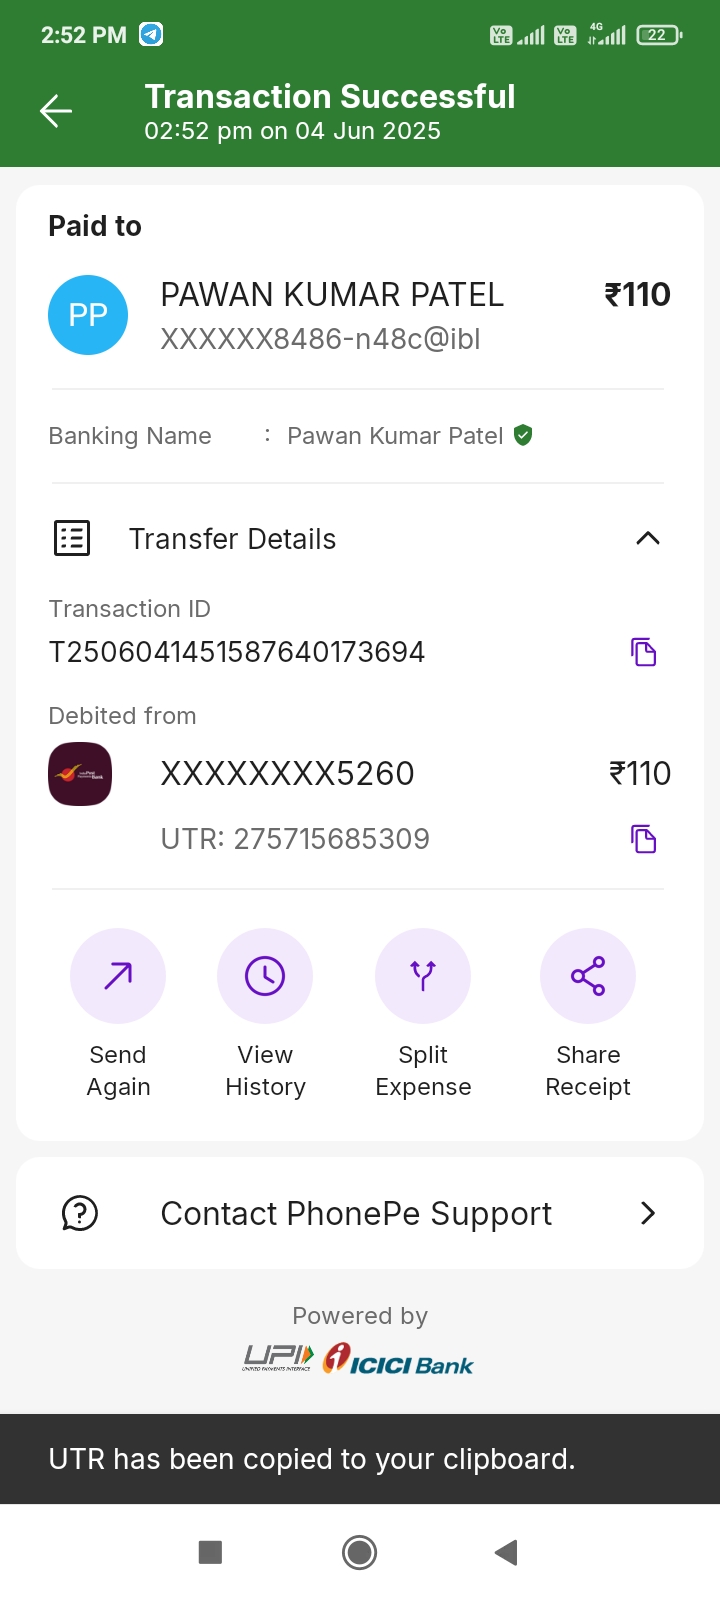 2:52 PM
Vo LTE Vo LTE 4G 22
Transaction Successful
02:52 pm on 04 Jun 2025
Paid to
PP
PAWAN KUMAR PATEL ₹110
XXXXXX8486-n48c@ibl
Banking Name : Pawan Kumar Patel
Transfer Details
Transaction ID
T2506041451587640173694
Debited from
XXXXXXXX5260 ₹110
UTR: 275715685309
Send Again
View History
Split Expense
Share Receipt
Contact PhonePe Support
Powered by
UPI ICICI Bank
UNIFIED PAYMENTS INTERFACE
UTR has been copied to your clipboard.